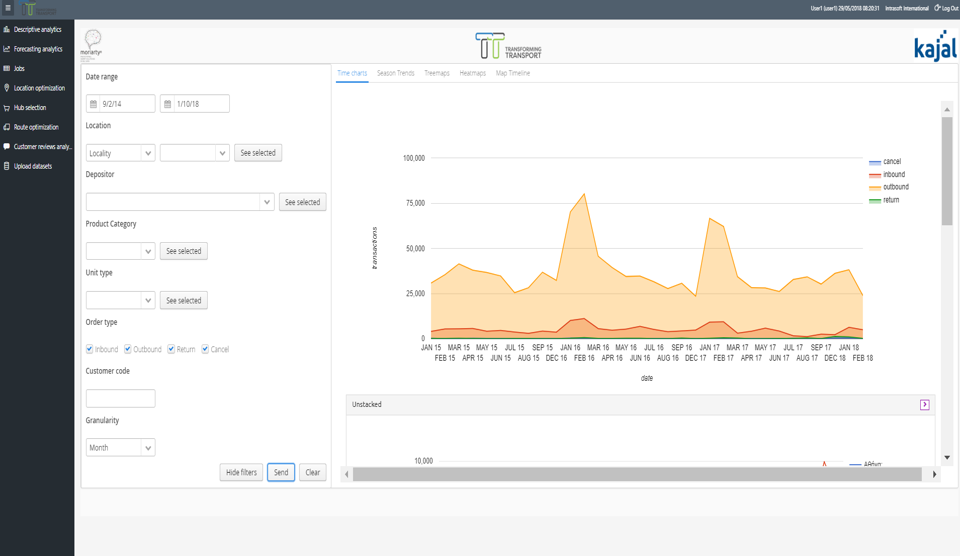 User1 (user1) 29/05/2018 08:20:31 Intrasoft International Log Out
Descriptive analytics
Forecasting analytics
Jobs
Location optimization
Hub selection
Route optimization
Customer reviews analy...
Upload datasets
moriarty
TRANSFORMING
TRANSPORT
kajal
Date range
9/2/14 1/10/18
Location
Locality See selected
Depositor
See selected
Product Category
See selected
Unit type
See selected
Order type
Inbound Outbound Return Cancel
Customer code
Granularity
Month
Hide filters Send Clear
Time charts Season Trends Treemaps Heatmaps Map Timeline
100,000
75,000
50,000
25,000
0
transactions
cancel
inbound
outbound
return
JAN 15 MAR 15 MAY 15 JUL 15 SEP 15 JAN 16 MAR 16 MAY 16 JUL 16 SEP 16 JAN 17 MAR 17 MAY 17 JUL 17 SEP 17 JAN 18
FEB 15 APR 15 JUN 15 AUG 15 DEC 15 FEB 16 APR 16 JUN 16 AUG 16 DEC 17 FEB 17 APR 17 JUN 17 AUG 17 DEC 18 FEB 18
date
Unstacked
10,000
Αθήνα